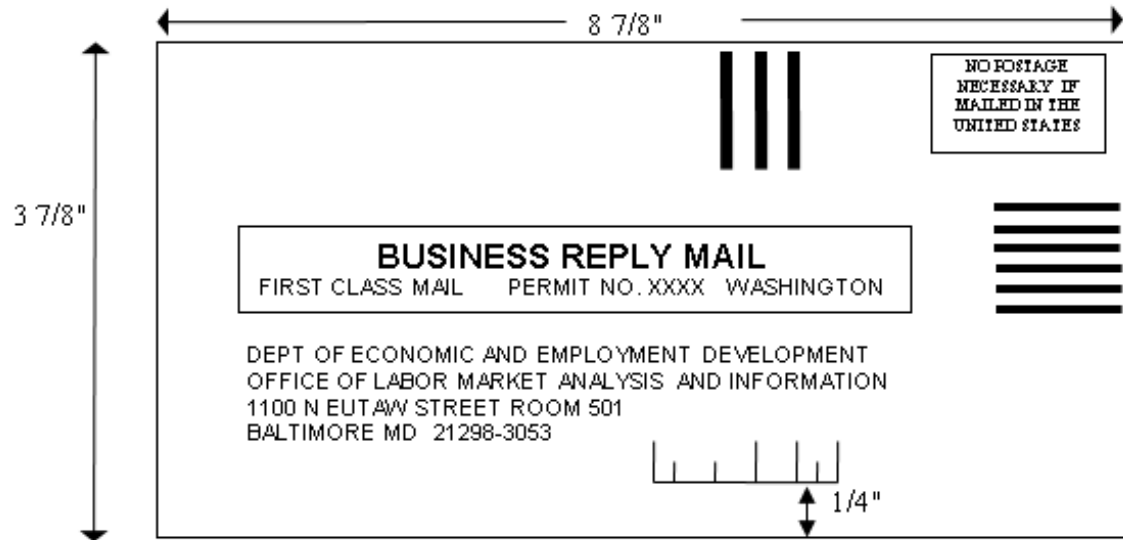 8 7/8"
NO POSTAGE
NECESSARY IF
MAILED IN THE
UNITED STATES
3 7/8"
BUSINESS REPLY MAIL
FIRST CLASS MAIL PERMIT NO. XXXX WASHINGTON
DEPT OF ECONOMIC AND EMPLOYMENT DEVELOPMENT
OFFICE OF LABOR MARKET ANALYSIS AND INFORMATION
1100 N EUTAW STREET ROOM 501
BALTIMORE MD 21298-3053
1/4"